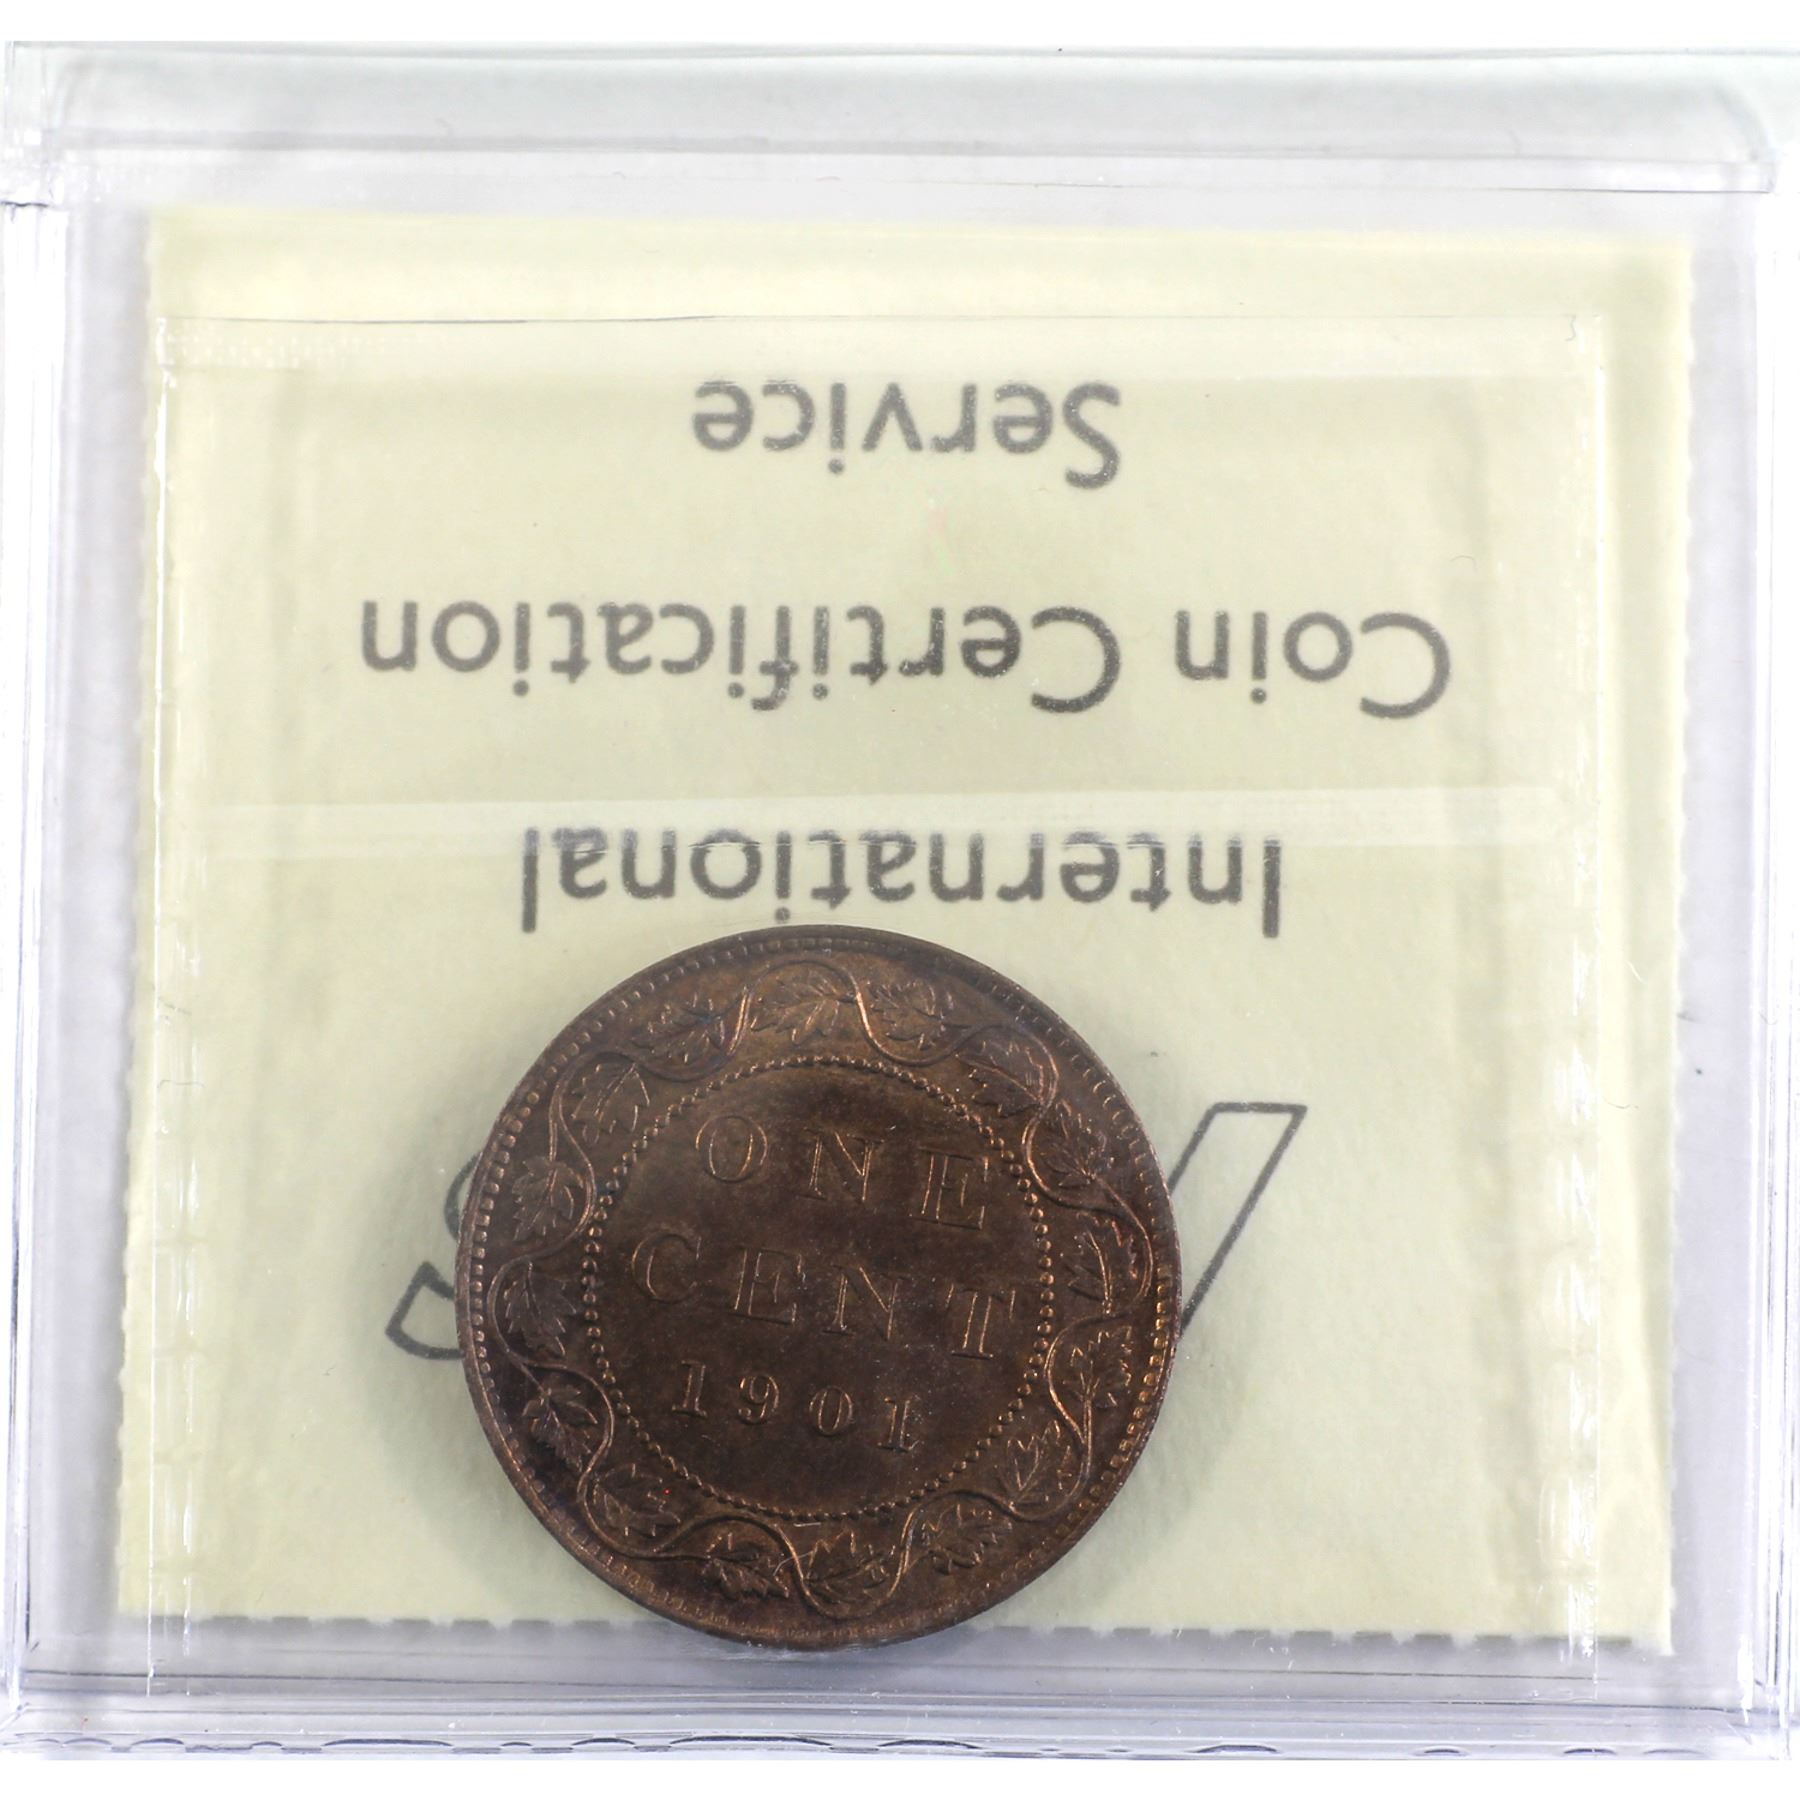 International
Coin Certification
Service
ONE
CENT
1901